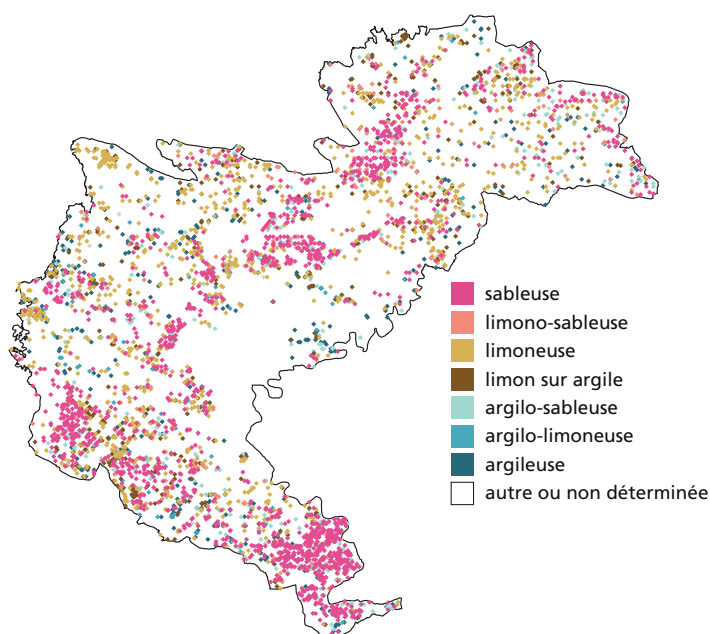 sableuse
limono-sableuse
limoneuse
limon sur argile
argilo-sableuse
argilo-limoneuse
argileuse
autre ou non déterminée